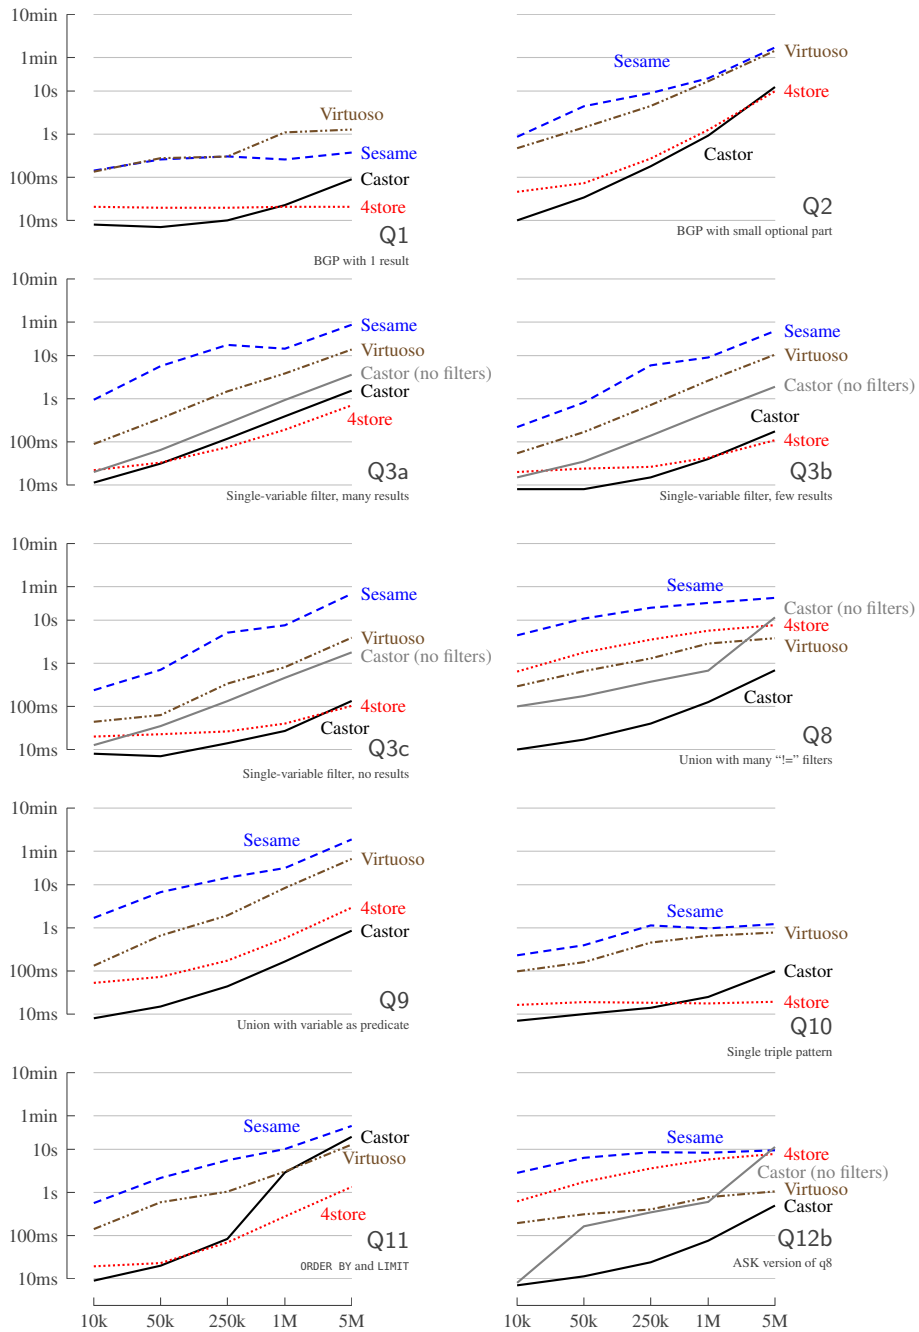 10min
1min
10s
1s
100ms
10ms
Virtuoso
Sesame
Castor
4store
Q1
BGP with 1 result
Sesame
Virtuoso
4store
Castor
Q2
BGP with small optional part
10min
1min
10s
1s
100ms
10ms
Sesame
Virtuoso
Castor (no filters)
Castor
4store
Q3a
Single-variable filter, many results
Sesame
Virtuoso
Castor (no filters)
Castor
4store
Q3b
Single-variable filter, few results
10min
1min
10s
1s
100ms
10ms
Sesame
Virtuoso
Castor (no filters)
4store
Castor
Q3c
Single-variable filter, no results
Sesame
Castor (no filters)
4store
Virtuoso
Castor
Q8
Union with many “!=” filters
10min
1min
10s
1s
100ms
10ms
Sesame
Virtuoso
4store
Castor
Q9
Union with variable as predicate
Sesame
Virtuoso
Castor
4store
Q10
Single triple pattern
10min
1min
10s
1s
100ms
10ms
Sesame
Castor
Virtuoso
4store
Q11
ORDER BY and LIMIT
10k 50k 250k 1M 5M
Sesame
4store
Castor (no filters)
Virtuoso
Castor
Q12b
ASK version of q8
10k 50k 250k 1M 5M